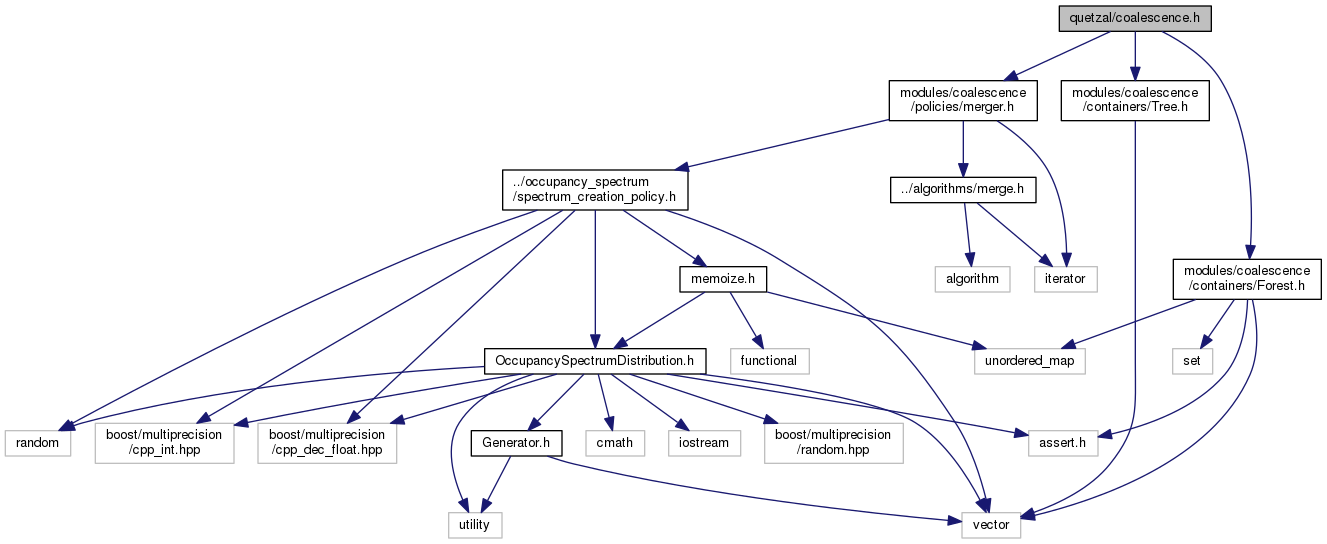 quetzal/coalescence.h
modules/coalescence
/policies/merger.h
modules/coalescence
/containers/Tree.h
../occupancy_spectrum
/spectrum_creation_policy.h
../algorithms/merge.h
memoize.h
algorithm
iterator
modules/coalescence
/containers/Forest.h
OccupancySpectrumDistribution.h
functional
unordered_map
set
random
boost/multiprecision
/cpp_int.hpp
boost/multiprecision
/cpp_dec_float.hpp
Generator.h
cmath
iostream
boost/multiprecision
/random.hpp
assert.h
utility
vector